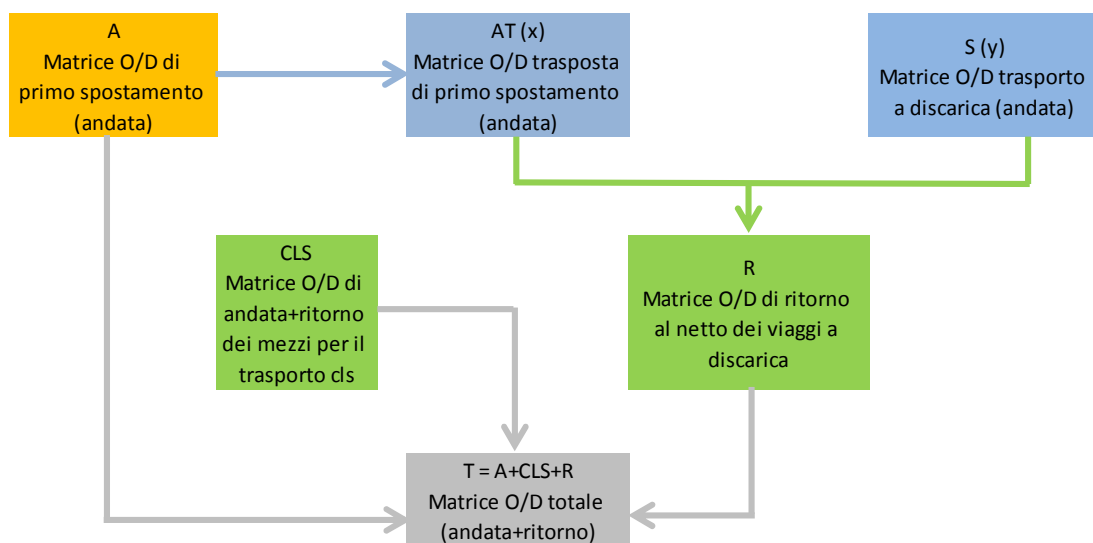 A
Matrice O/D di
primo spostamento
(andata)
AT (x)
Matrice O/D trasposta
di primo spostamento
(andata)
S (y)
Matrice O/D trasporto
a discarica (andata)
CLS
Matrice O/D di
andata+ritorno
dei mezzi per il
trasporto cls
R
Matrice O/D di ritorno
al netto dei viaggi a
discarica
T = A+CLS+R
Matrice O/D totale
(andata+ritorno)